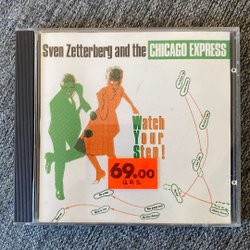 Sven Zetterberg and the CHICAGO EXPRESS
Watch
Your
Step!
69.00
G.R.S.